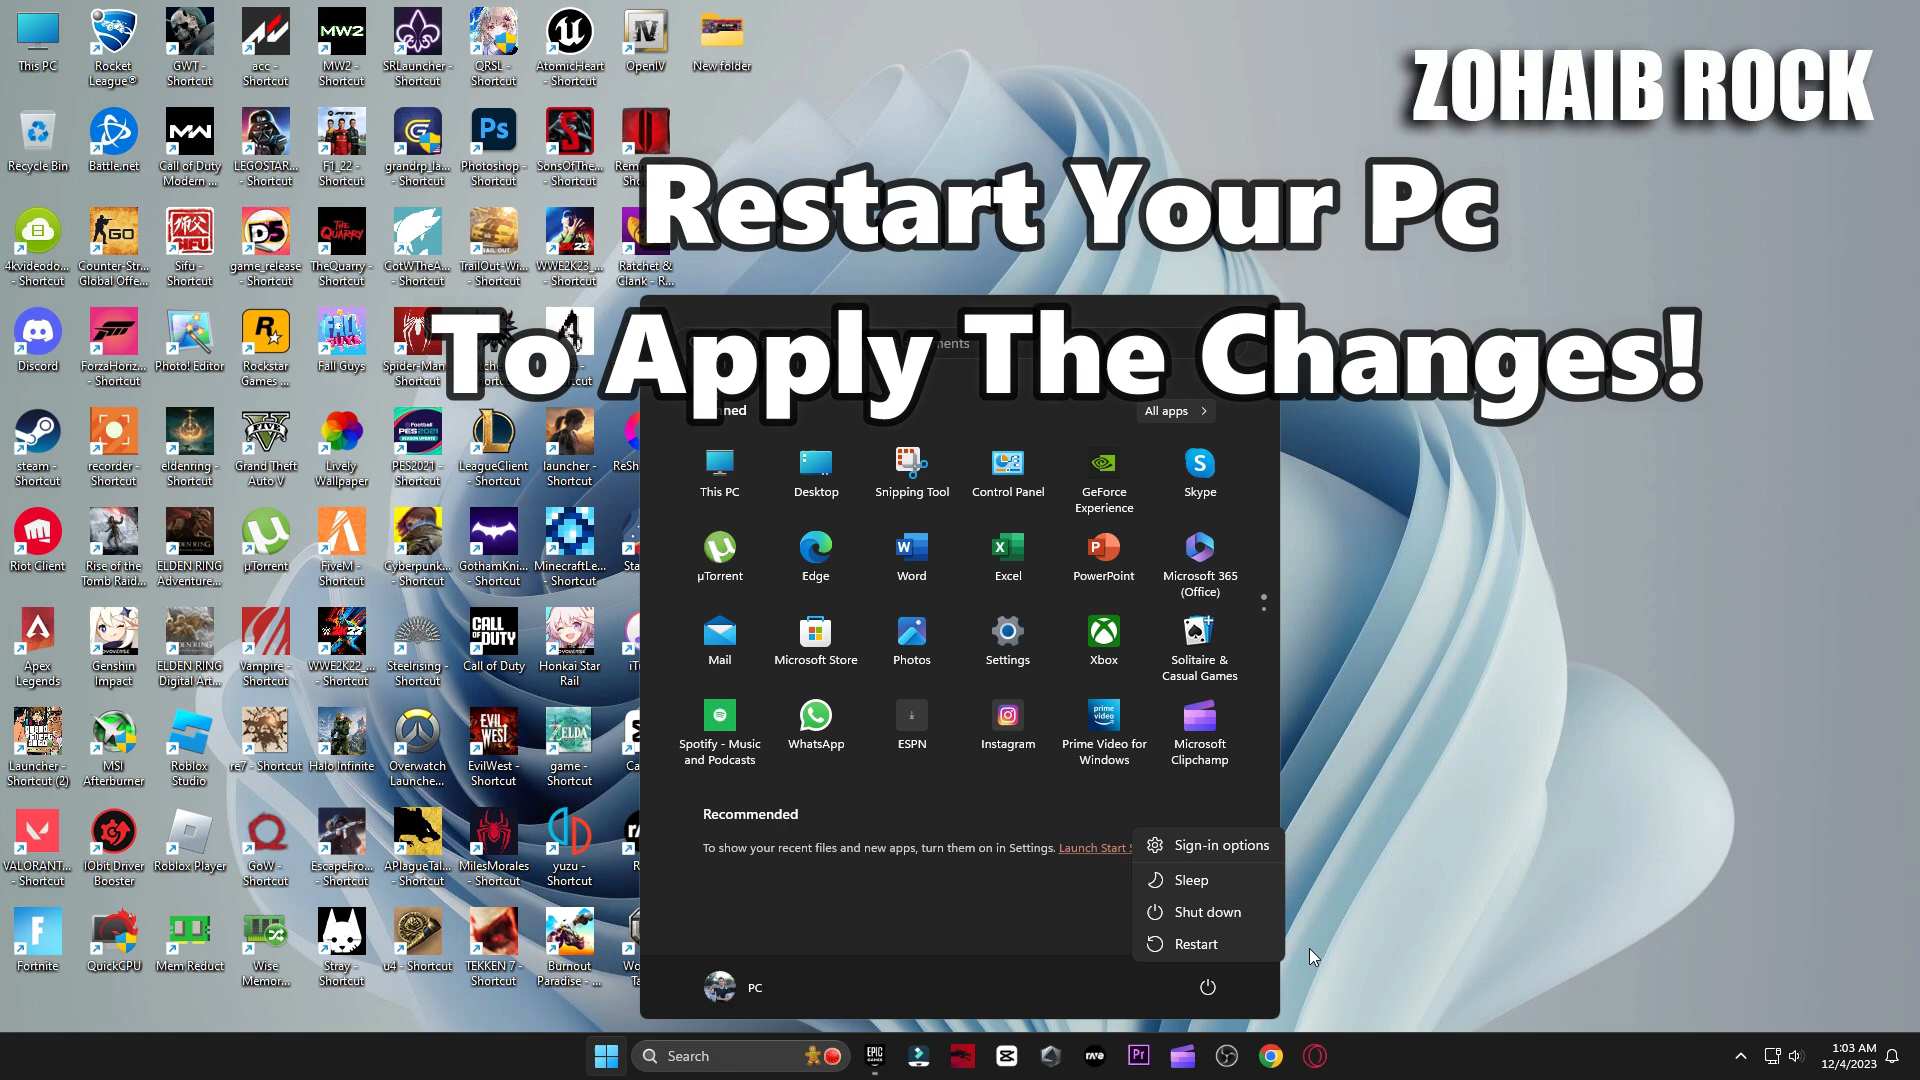 ZOHAIB ROCK
Restart Your Pc
To Apply The Changes!
This PC
Rocket League®
GWT - Shortcut
acc - Shortcut
MW2 - Shortcut
SRLauncher - Shortcut
QRSL - Shortcut
AtomicHeart - Shortcut
OpenIV
New folder
Recycle Bin
Battle.net
Call of Duty Modern ...
LEGOSTAR... - Shortcut
F1_22 - Shortcut
grandrp_la... - Shortcut
Photoshop - Shortcut
SonsOfThe... - Shortcut
4kvideodo... - Shortcut
Counter-Str... Global Offe...
Sifu - Shortcut
game_release - Shortcut
TheQuarry - Shortcut
CotWTheA... - Shortcut
TrailOut-Wi... - Shortcut
WWE2K23_... - Shortcut
Ratchet & Clank - R...
Discord
ForzaHorizo... - Shortcut
Photo! Editor
Rockstar Games ...
Fall Guys
Spider-Man Shortcut
steam - Shortcut
recorder - Shortcut
eldenring - Shortcut
Grand Theft Auto V
Lively Wallpaper
PES2021 - Shortcut
LeagueClient - Shortcut
launcher - Shortcut
Riot Client
Rise of the Tomb Raid...
ELDEN RING Adventure...
µTorrent
FiveM - Shortcut
Cyberpunk... - Shortcut
GothamKni... - Shortcut
MinecraftLe... - Shortcut
Apex Legends
Genshin Impact
ELDEN RING Digital Art...
Vampire - Shortcut
WWE2K22_... - Shortcut
Steelrising - Shortcut
Call of Duty
Honkai Star Rail
Launcher - Shortcut (2)
MSI Afterburner
Roblox Studio
re7 - Shortcut
Halo Infinite
Overwatch Launche...
EvilWest - Shortcut
game - Shortcut
VALORANT... - Shortcut
IObit Driver Booster
Roblox Player
GoW - Shortcut
EscapeFro... - Shortcut
APlagueTal... - Shortcut
MilesMorales - Shortcut
yuzu - Shortcut
Fortnite
QuickCPU
Mem Reduct
Wise Memor...
Stray - Shortcut
u4 - Shortcut
TEKKEN 7 - Shortcut
Burnout Paradise - ...
All apps
This PC
Desktop
Snipping Tool
Control Panel
GeForce Experience
Skype
µTorrent
Edge
Word
Excel
PowerPoint
Microsoft 365 (Office)
Mail
Microsoft Store
Photos
Settings
Xbox
Solitaire & Casual Games
Spotify - Music and Podcasts
WhatsApp
ESPN
Instagram
Prime Video for Windows
Microsoft Clipchamp
Recommended
To show your recent files and new apps, turn them on in Settings. Launch Start
Sign-in options
Sleep
Shut down
Restart
PC
Search
1:03 AM
12/4/2023